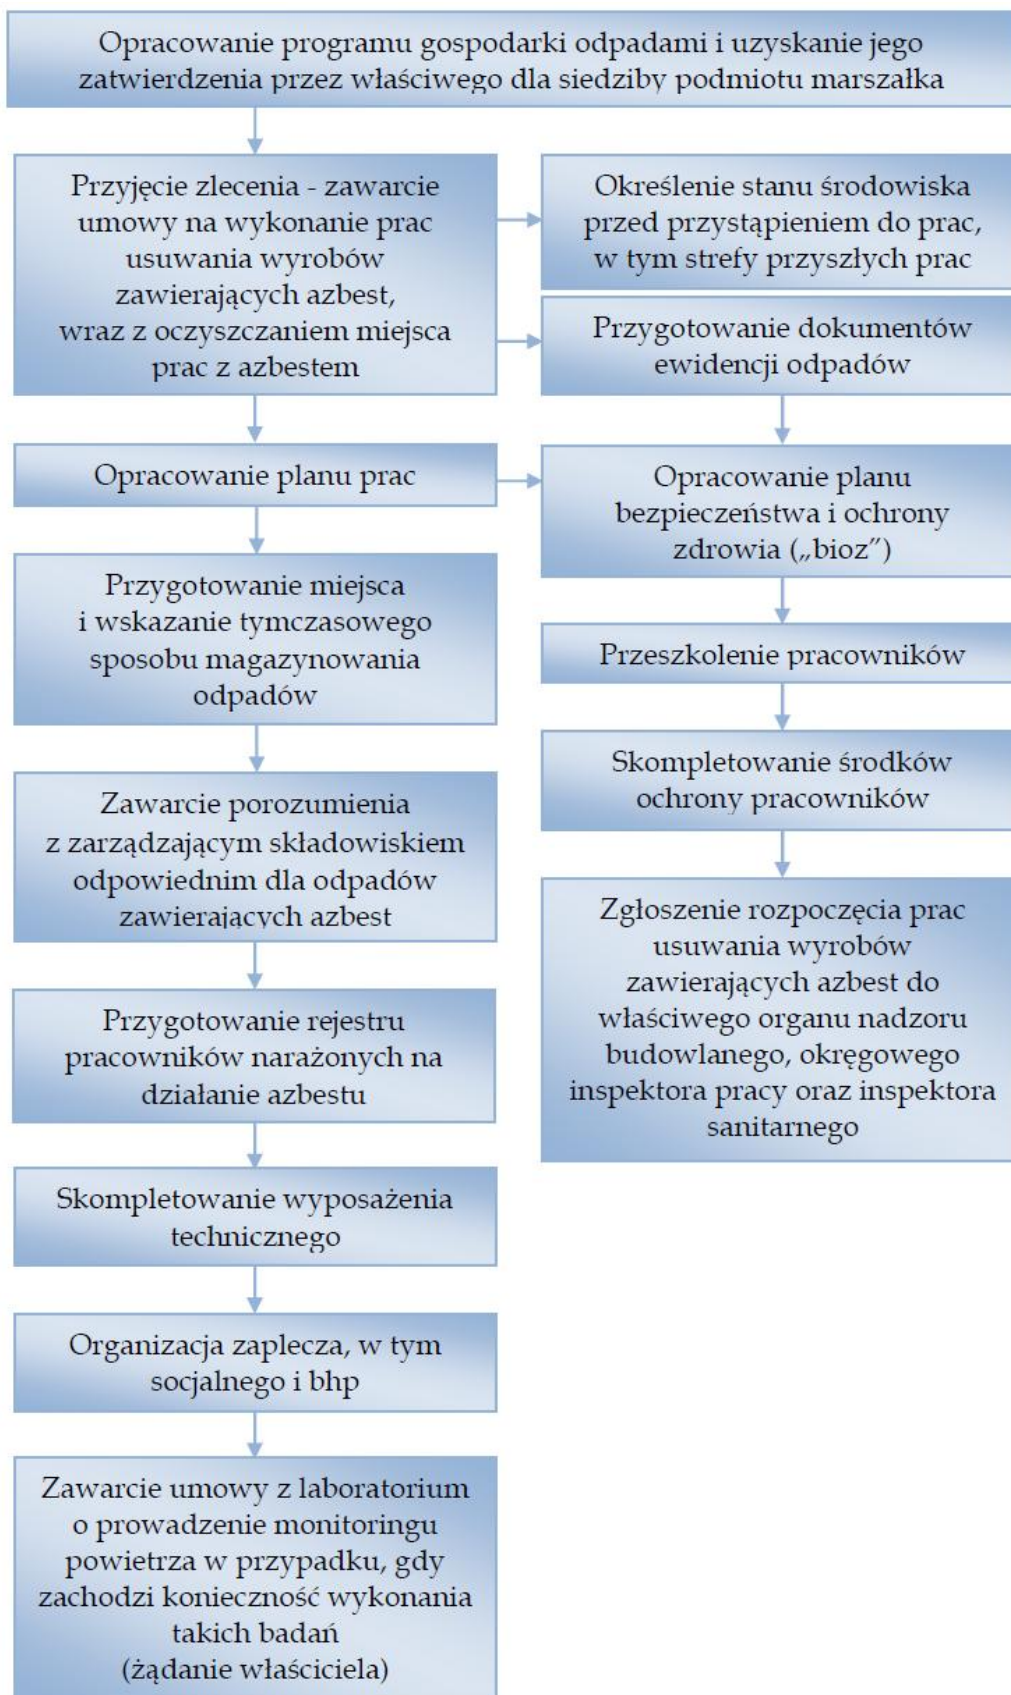 Opracowanie programu gospodarki odpadami i uzyskanie jego
zatwierdzenia przez właściwego dla siedziby podmiotu marszałka
Przyjęcie zlecenia - zawarcie
umowy na wykonanie prac
usuwania wyrobów
zawierających azbest,
wraz z oczyszczaniem miejsca
prac z azbestem
Określenie stanu środowiska
przed przystąpieniem do prac,
w tym strefy przyszłych prac
Przygotowanie dokumentów
ewidencji odpadów
Opracowanie planu prac
Opracowanie planu
bezpieczeństwa i ochrony
zdrowia („bioz”)
Przygotowanie miejsca
i wskazanie tymczasowego
sposobu magazynowania
odpadów
Przeszkolenie pracowników
Skompletowanie środków
ochrony pracowników
Zawarcie porozumienia
z zarządzającym składowiskiem
odpowiednim dla odpadów
zawierających azbest
Zgłoszenie rozpoczęcia prac
usuwania wyrobów
zawierających azbest do
właściwego organu nadzoru
budowlanego, okręgowego
inspektora pracy oraz inspektora
sanitarnego
Przygotowanie rejestru
pracowników narażonych na
działanie azbestu
Skompletowanie wyposażenia
technicznego
Organizacja zaplecza, w tym
socjalnego i bhp
Zawarcie umowy z laboratorium
o prowadzenie monitoringu
powietrza w przypadku, gdy
zachodzi konieczność wykonania
takich badań
(żądanie właściciela)